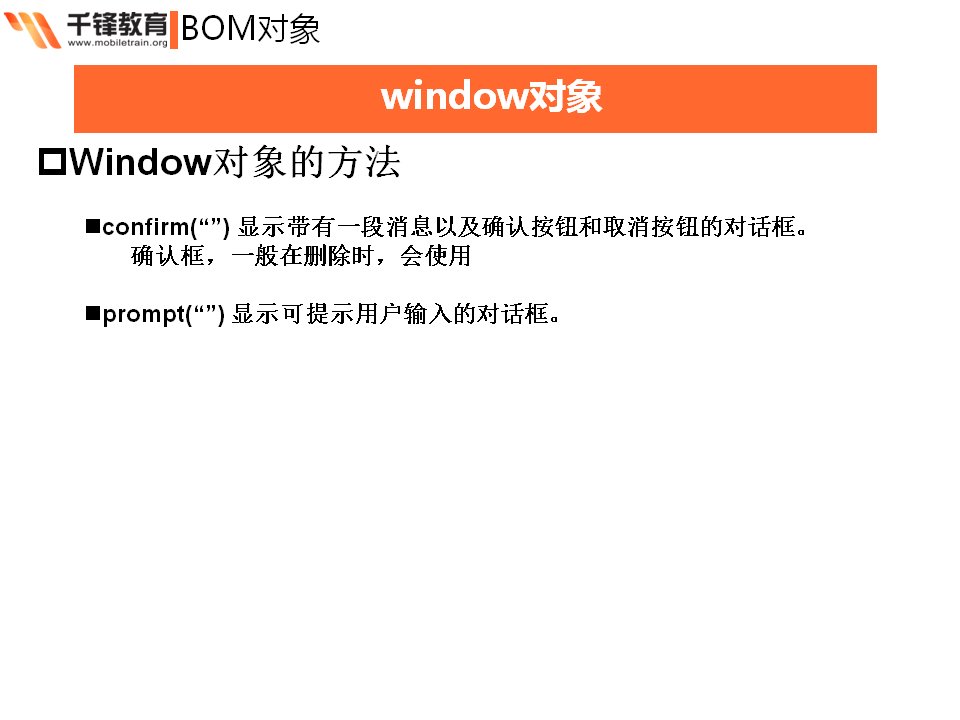 千锋教育
www.mobiletrain.org
BOM对象
window对象
Window对象的方法
confirm(“”) 显示带有一段消息以及确认按钮和取消按钮的对话框。
确认框，一般在删除时，会使用
prompt(“”) 显示可提示用户输入的对话框。